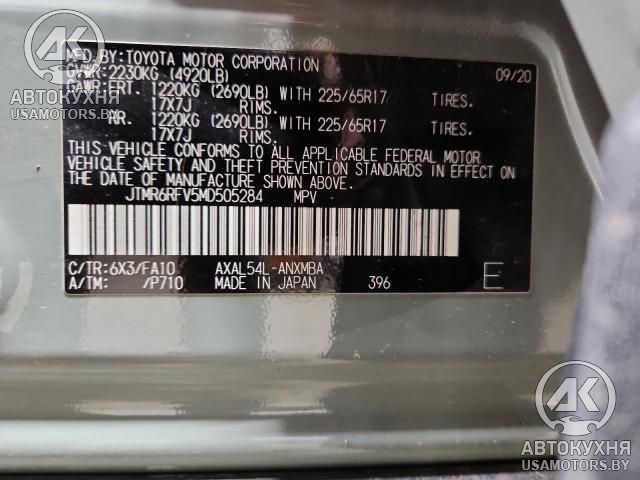 MFD.BY:TOYOTA MOTOR CORPORATION 09/20
GVWR:2230KG (4920LB)
GAWR:FRT. 1220KG (2690LB) WITH 225/65R17 TIRES,
17X7J RIMS,
RR. 1220KG (2690LB) WITH 225/65R17 TIRES,
17X7J RIMS.
THIS VEHICLE CONFORMS TO ALL APPLICABLE FEDERAL MOTOR
VEHICLE SAFETY AND THEFT PREVENTION STANDARDS IN EFFECT ON
THE DATE OF MANUFACTURE SHOWN ABOVE.
JTMR6RFV5MD505284 MPV
C/TR:6X3/FA10 AXAL54L-ANXMBA
A/TM: /P710 MADE IN JAPAN 396 E
АК
АВТОКУХНЯ
USAMOTORS.BY
АК
АВТОКУХНЯ
USAMOTORS.BY